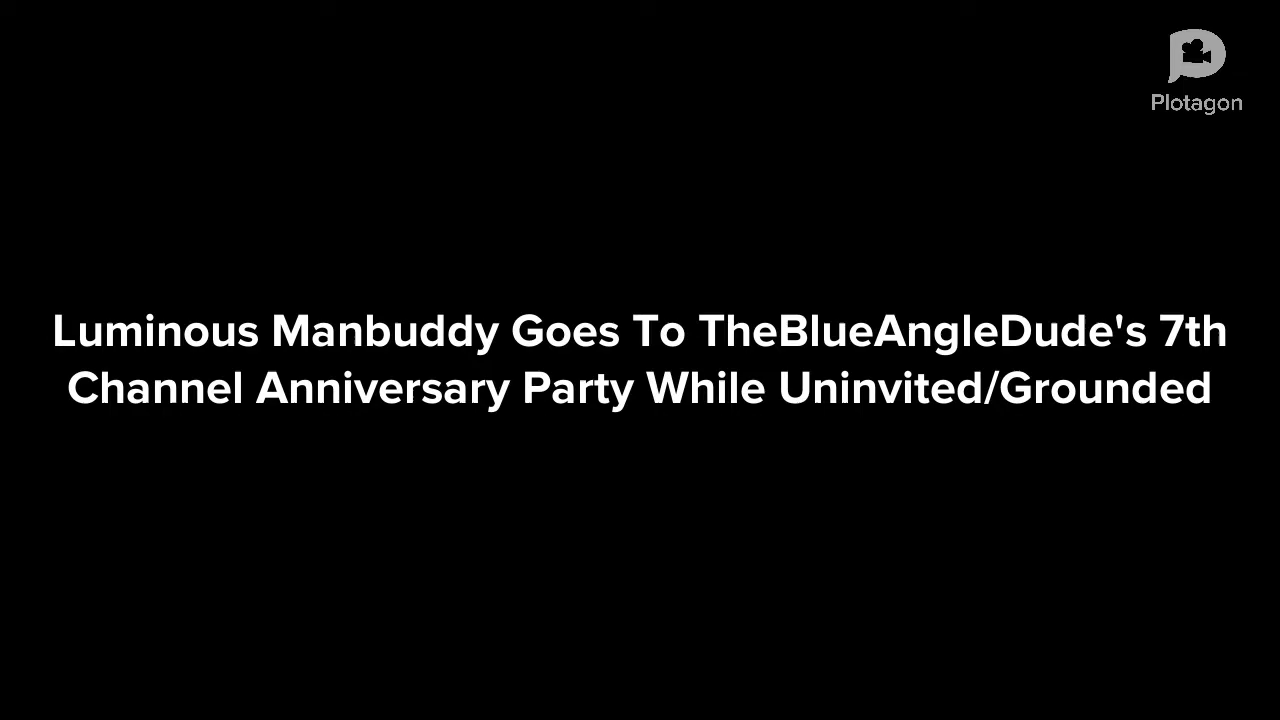 Plotagon
Luminous Manbuddy Goes To TheBlueAngleDude's 7th
Channel Anniversary Party While Uninvited/Grounded